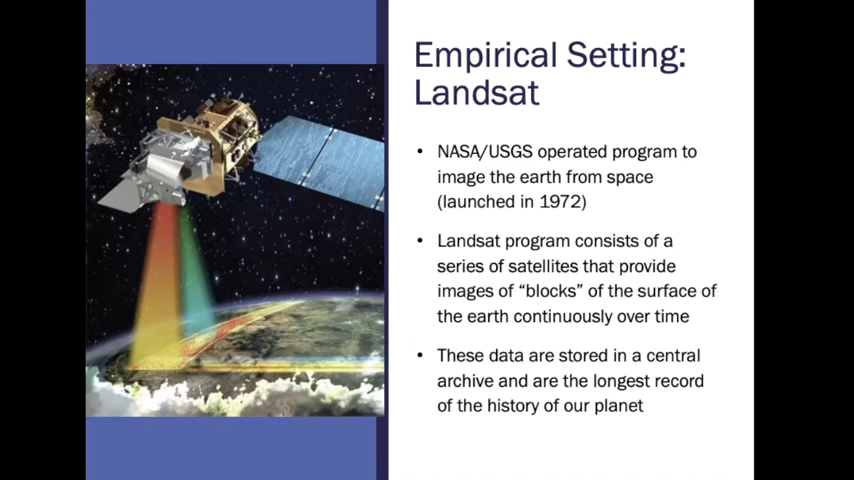 Empirical Setting:
Landsat
• NASA/USGS operated program to
image the earth from space
(launched in 1972)
• Landsat program consists of a
series of satellites that provide
images of “blocks” of the surface of
the earth continuously over time
• These data are stored in a central
archive and are the longest record
of the history of our planet